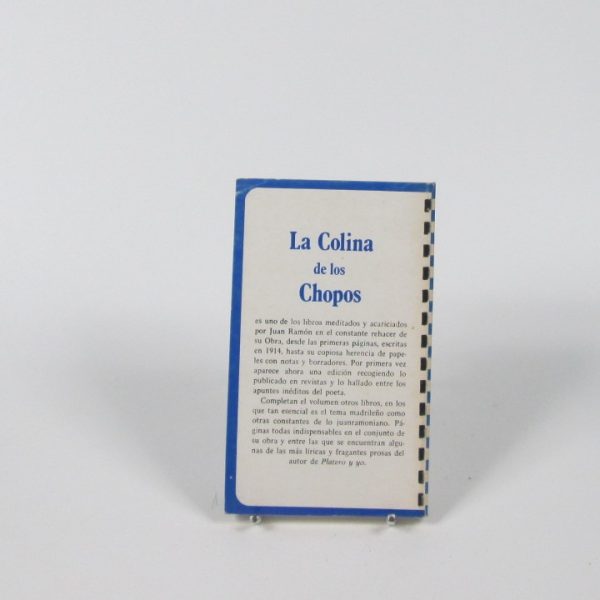 La Colina
de los
Chopos
es uno de los libros meditados y acariciados
por Juan Ramón en el constante rehacer de
su Obra, desde las primeras páginas, escritas
en 1914, hasta su copiosa herencia de pape-
les con notas y borradores. Por primera vez
aparece ahora una edición recogiendo lo
publicado en revistas y lo hallado entre los
apuntes inéditos del poeta.
Completan el volumen otros libros, en los
que tan esencial es el tema madrileño como
otras constantes de lo juanramoniano. Pá-
ginas todas indispensables en el conjunto de
su obra y entre las que se encuentran algu-
nas de las más líricas y fragantes prosas del
autor de Platero y yo.